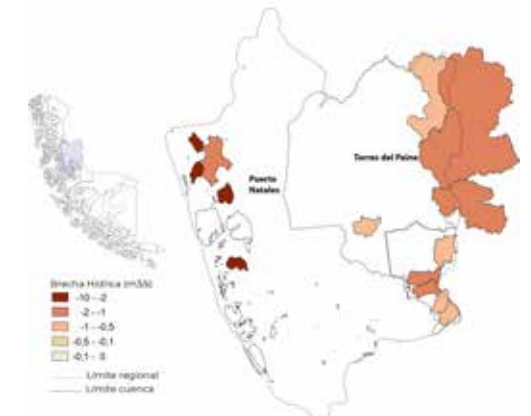 Puerto
Natales
Torres del Paine
Brecha Hídrica (m3/s)
-10 - -2
-2 - -1
-1 - -0,5
-0,5 - -0,1
-0,1 - 0
Límite regional
Límite cuenca